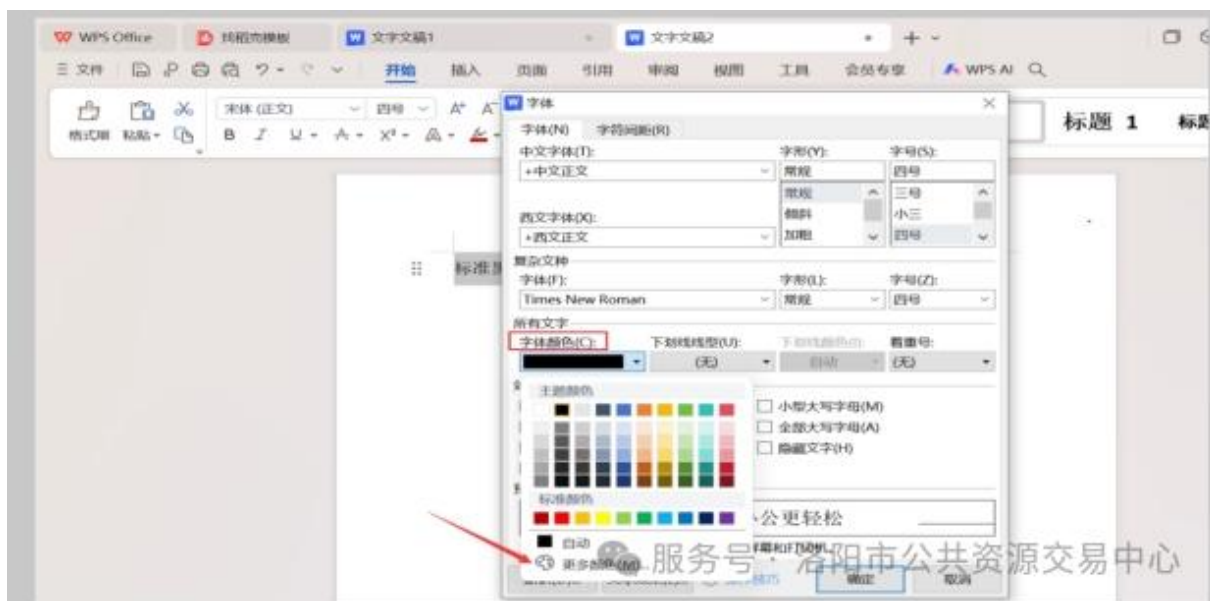 WPS Office 找稻壳模板 文字文稿1 文字文稿2
三 文件 开始 插入 页面 引用 审阅 视图 工具 会员专享 WPS AI
格式刷 粘贴 宋体 (正文) 四号 A⁺ A⁻ 标题 1 标题
B I U A X²
字体
字体(N) 字符间距(R)
中文字体(T): 字形(Y): 字号(S):
+中文正文 常规 四号
常规 三号
倾斜 小三
西文字体(X):
+西文正文 加粗 四号
标准
复杂文种
字体(F): 字形(L): 字号(Z):
Times New Roman 常规 四号
所有文字
字体颜色(C): 下划线线型(U): 下划线颜色(I): 着重号:
(无) 自动 (无)
主题颜色
小型大写字母(M)
全部大写字母(A)
隐藏文字(H)
标准颜色
公更轻松
自动
更多颜色(M)...
服务号 · 洛阳市公共资源交易中心
确定 取消